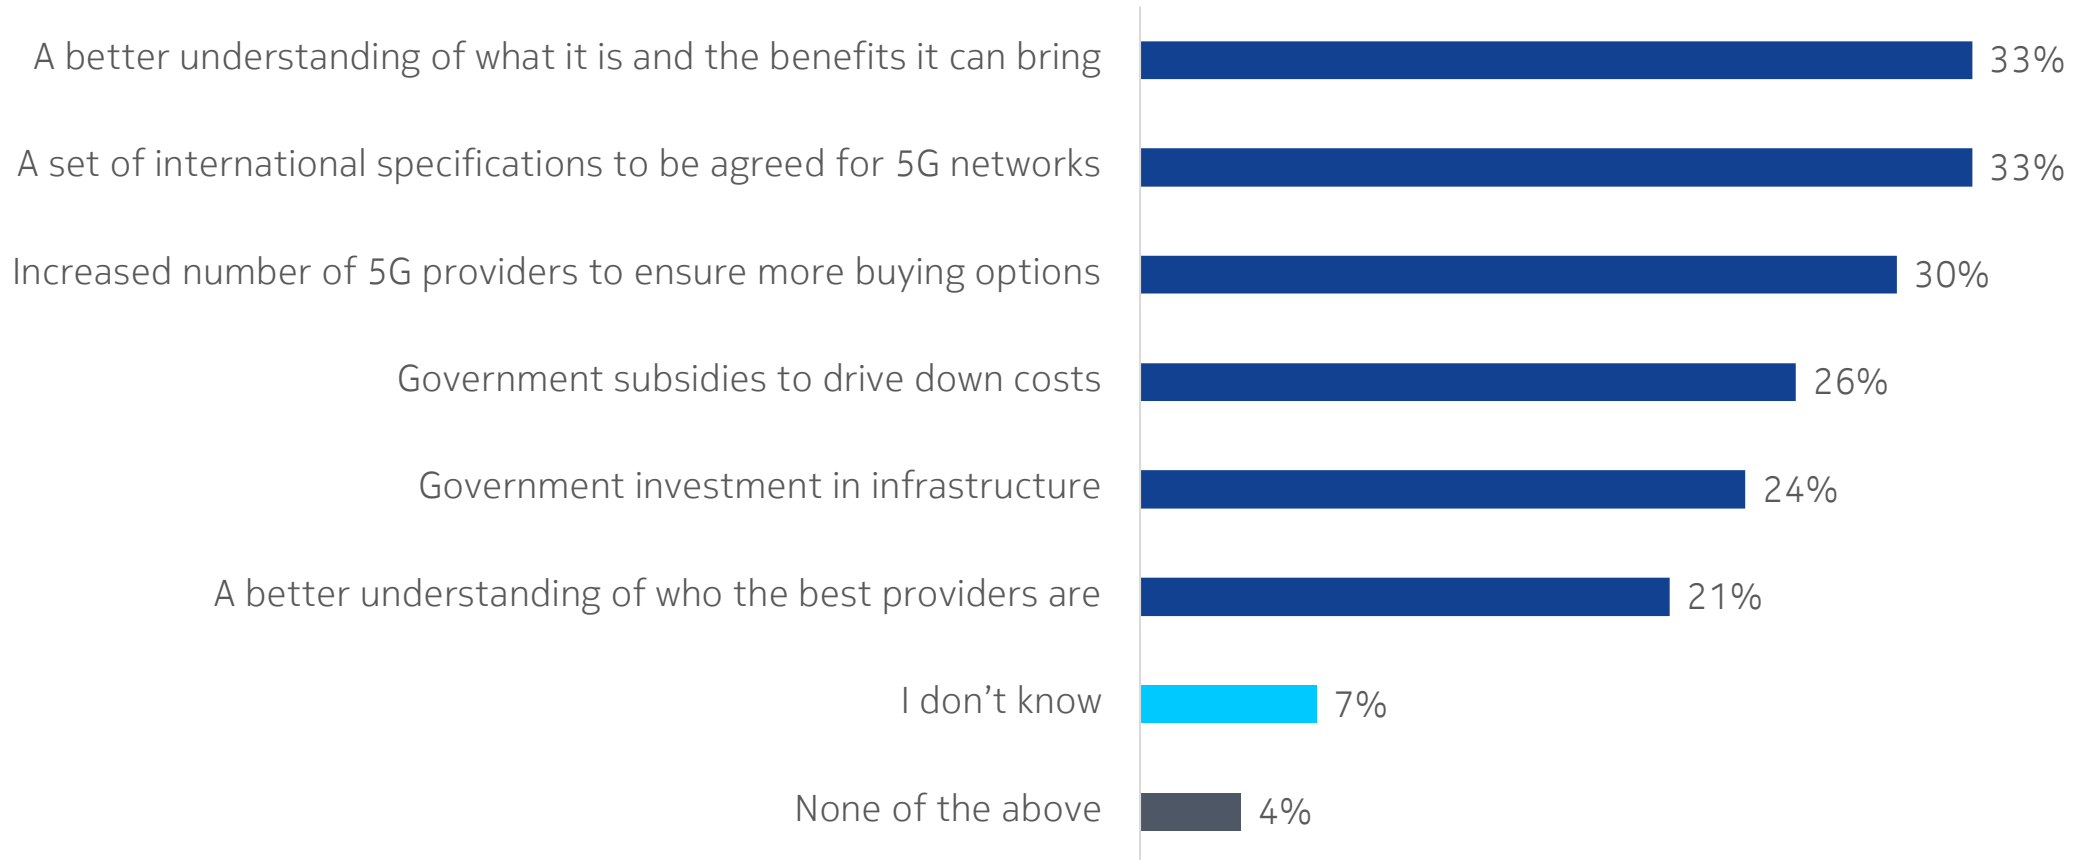 A better understanding of what it is and the benefits it can bring 33%
A set of international specifications to be agreed for 5G networks 33%
Increased number of 5G providers to ensure more buying options 30%
Government subsidies to drive down costs 26%
Government investment in infrastructure 24%
A better understanding of who the best providers are 21%
I don’t know 7%
None of the above 4%